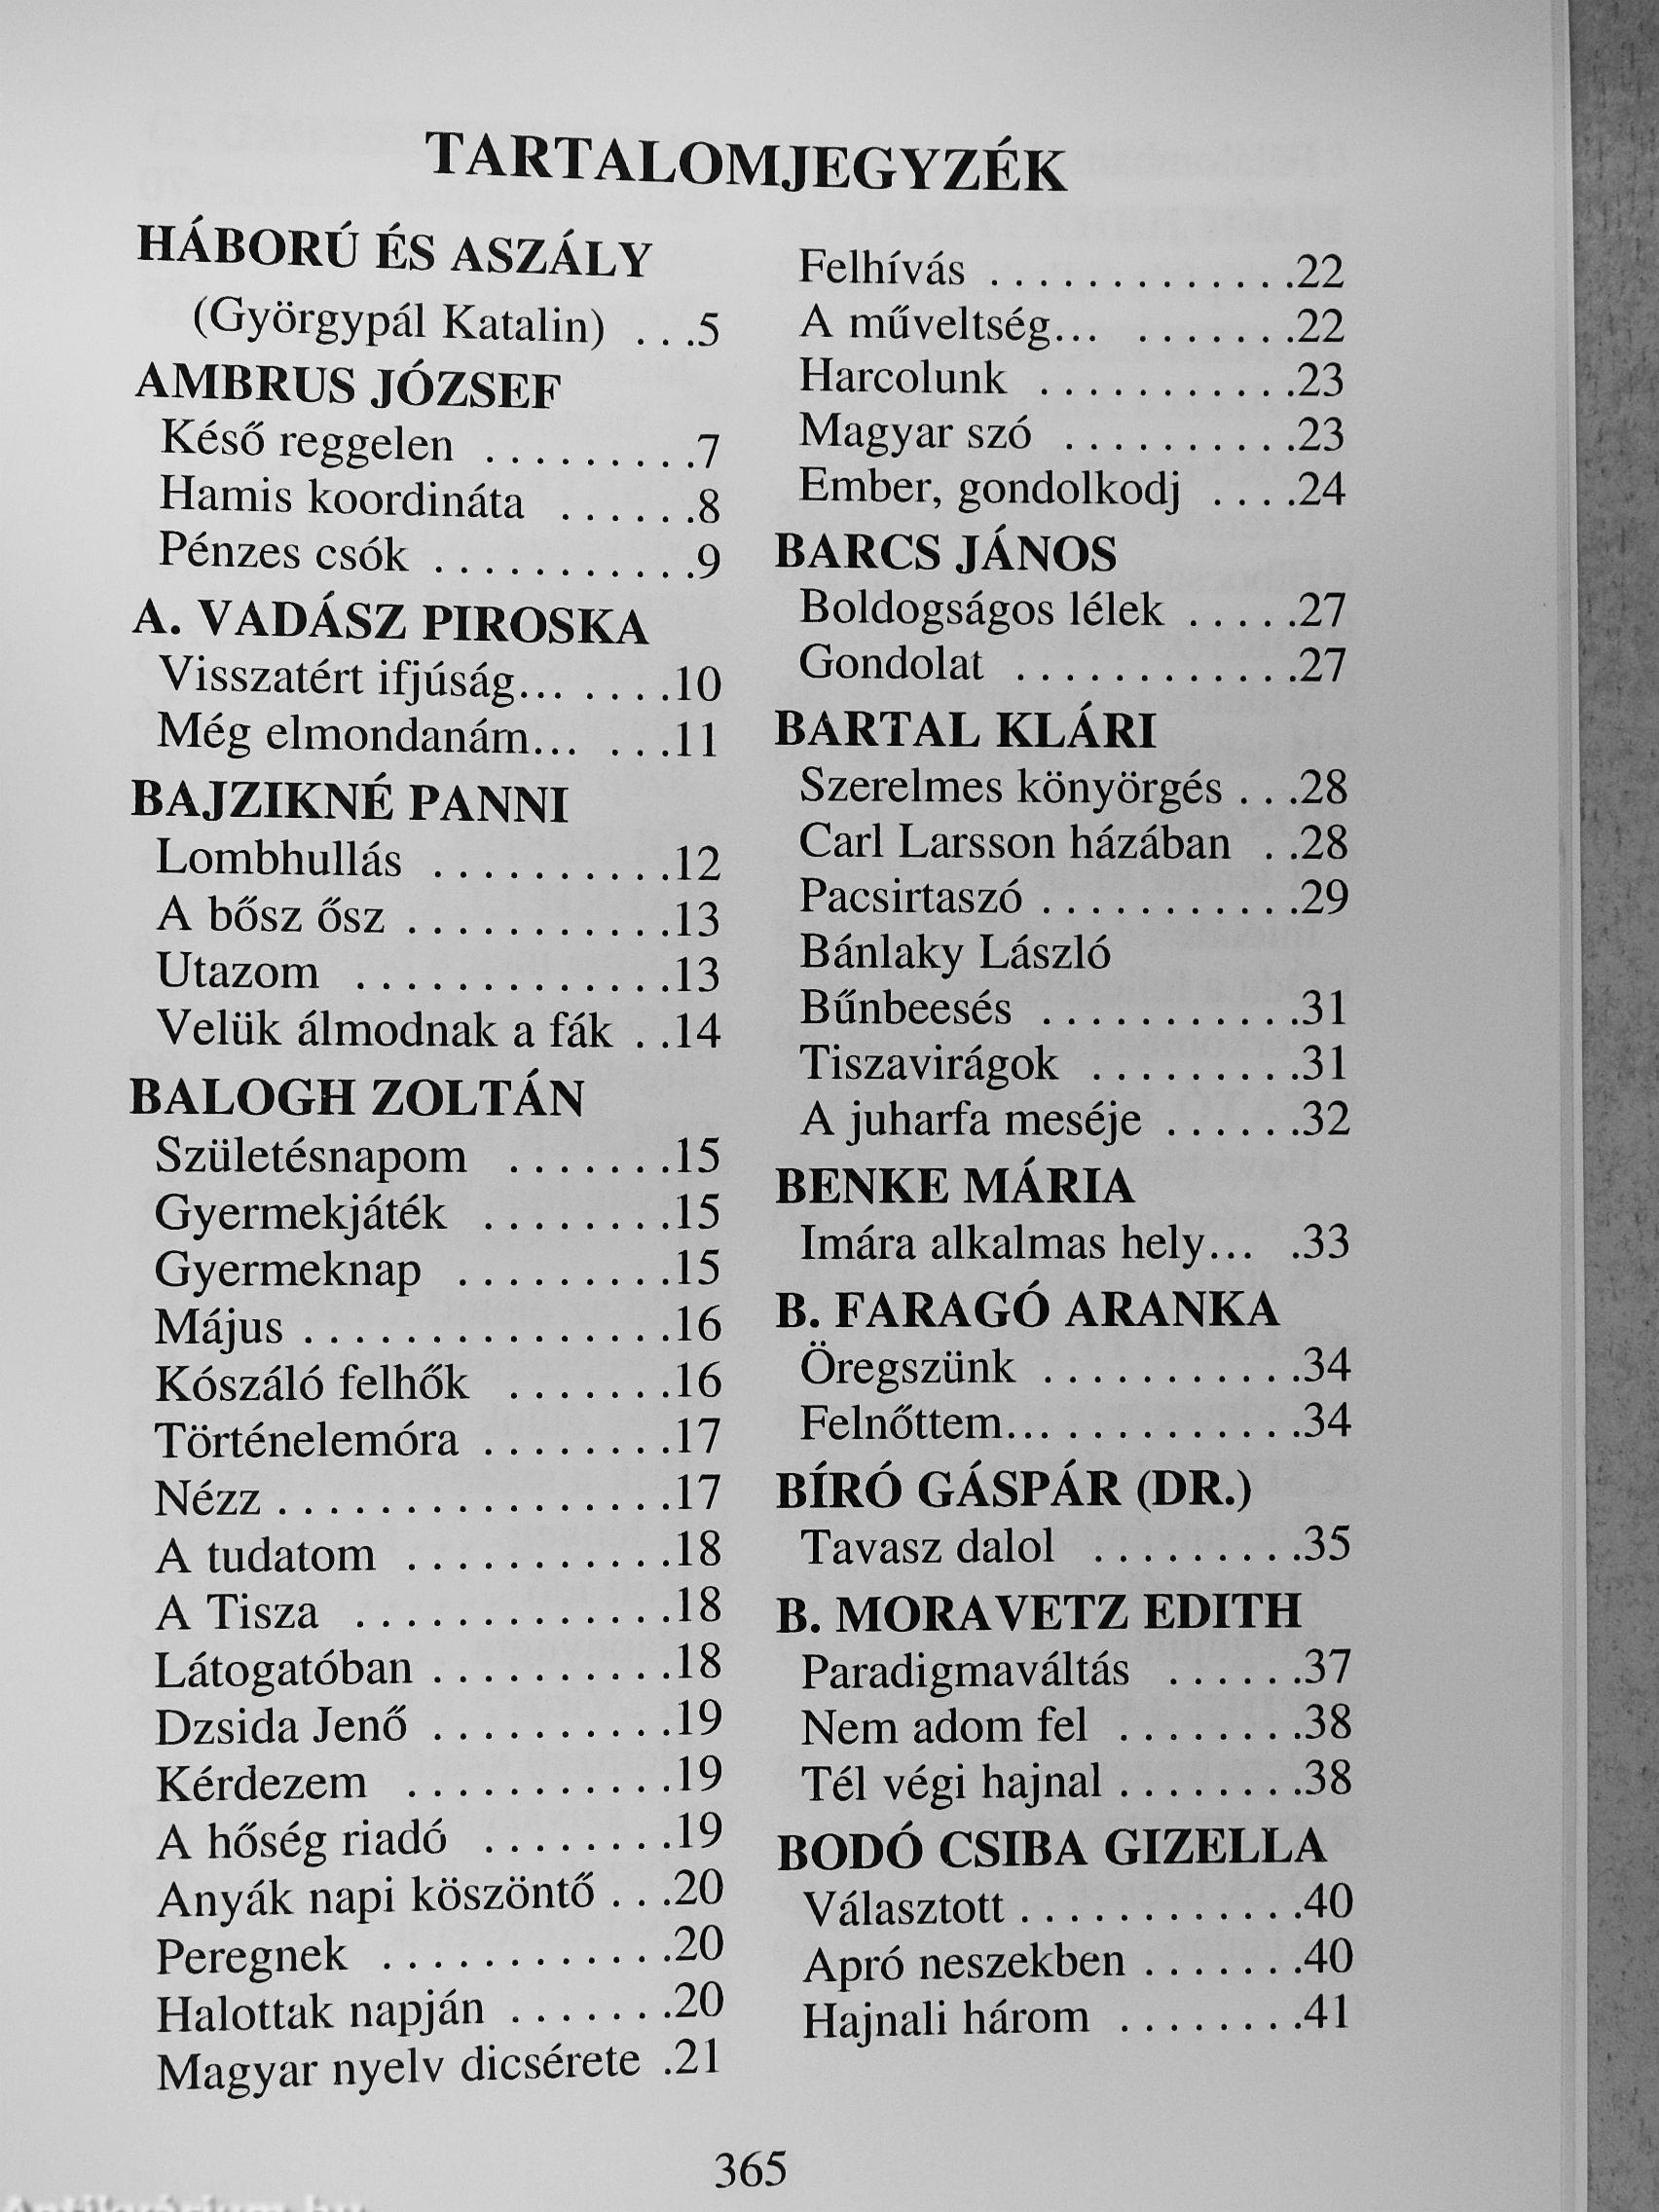 TARTALOMJEGYZÉK
HÁBORÚ ÉS ASZÁLY
(Györgypál Katalin) . . .5
AMBRUS JÓZSEF
Késő reggelen . . . . . . . . .7
Hamis koordináta . . . . . .8
Pénzes csók . . . . . . . . . . .9
A. VADÁSZ PIROSKA
Visszatért ifjúság... . . . .10
Még elmondanám... . . .11
BAJZIKNÉ PANNI
Lombhullás . . . . . . . . . .12
A bősz ősz . . . . . . . . . . .13
Utazom . . . . . . . . . . . . .13
Velük álmodnak a fák . .14
BALOGH ZOLTÁN
Születésnapom . . . . . . .15
Gyermekjáték . . . . . . . .15
Gyermeknap . . . . . . . . .15
Május . . . . . . . . . . . . . . .16
Kószáló felhők . . . . . . .16
Történelemóra . . . . . . . .17
Nézz . . . . . . . . . . . . . . . .17
A tudatom . . . . . . . . . . .18
A Tisza . . . . . . . . . . . . .18
Látogatóban . . . . . . . . . .18
Dzsida Jenő . . . . . . . . . .19
Kérdezem . . . . . . . . . . .19
A hőség riadó . . . . . . . .19
Anyák napi köszöntő . . .20
Peregnek . . . . . . . . . . . .20
Halottak napján . . . . . . .20
Magyar nyelv dicsérete .21
Felhívás . . . . . . . . . . . . .22
A műveltség... . . . . . . .22
Harcolunk . . . . . . . . . . .23
Magyar szó . . . . . . . . . .23
Ember, gondolkodj . . . .24
BARCS JÁNOS
Boldogságos lélek . . . . .27
Gondolat . . . . . . . . . . . .27
BARTAL KLÁRI
Szerelmes könyörgés . . .28
Carl Larsson házában . .28
Pacsirtaszó . . . . . . . . . . .29
Bánlaky László
Bűnbeesés . . . . . . . . . . .31
Tiszavirágok . . . . . . . . .31
A juharfa meséje . . . . . .32
BENKE MÁRIA
Imára alkalmas hely... .33
B. FARAGÓ ARANKA
Öregszünk . . . . . . . . . . .34
Felnőttem... . . . . . . . . . .34
BÍRÓ GÁSPÁR (DR.)
Tavasz dalol . . . . . . . . .35
B. MORAVETZ EDITH
Paradigmaváltás . . . . . .37
Nem adom fel . . . . . . . .38
Tél végi hajnal . . . . . . . .38
BODÓ CSIBA GIZELLA
Választott . . . . . . . . . . . .40
Apró neszekben . . . . . . .40
Hajnali három . . . . . . . .41
365